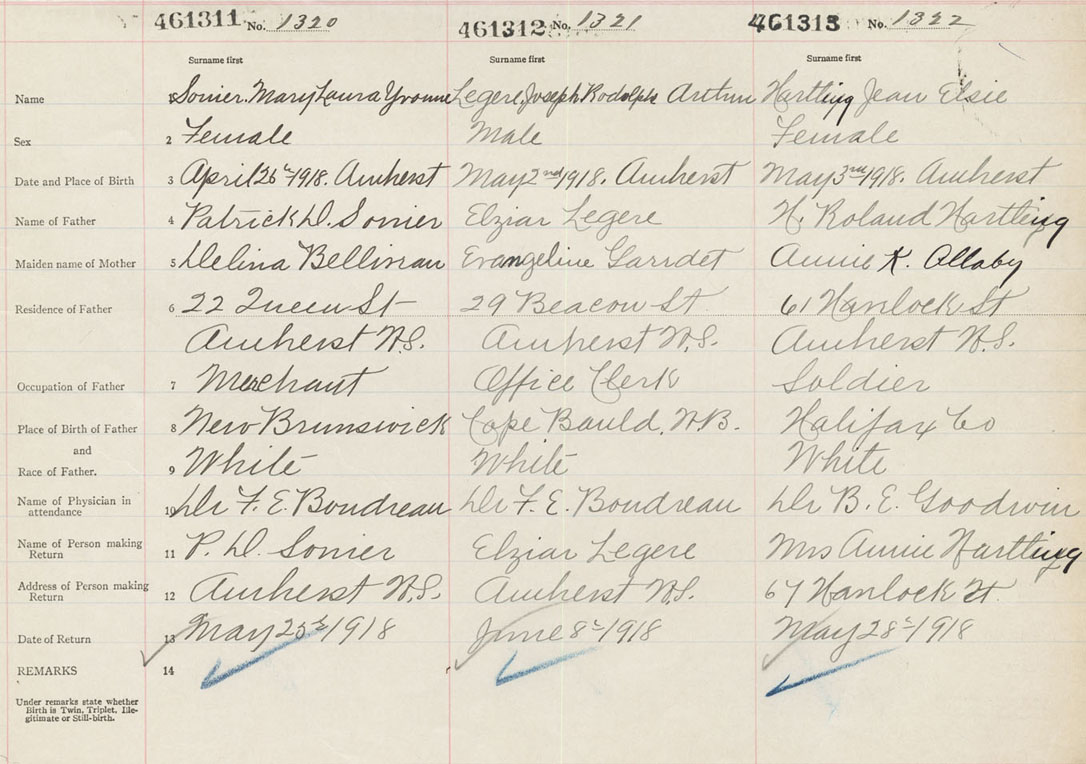 461311 No. 1320 461312 No. 1321 461313 No. 1322
Surname first Surname first Surname first
Name 1 Sonier, Mary Laura Yvonne Legere, Joseph Rodolph Arthur Hartling Jean Elsie
Sex 2 Female Male Female
Date and Place of Birth 3 April 26th 1918. Amherst May 2nd 1918. Amherst May 3rd 1918. Amherst
Name of Father 4 Patrick D. Sonier Elziar Legere H. Roland Hartling
Maiden name of Mother 5 Delina Evangeline Annie K. Allaby
Residence of Father 6 22 Queen St 29 Beacon St 61 St
Amherst N.S. Amherst N.S. Amherst N.S.
Occupation of Father 7 Merchant Office Clerk Soldier
Place of Birth of Father 8 New Brunswick Cape Bauld, N.B. Halifax Co
and
Race of Father. 9 White White White
Name of Physician in attendance 10 Dr F. E. Boudreau Dr F. E. Boudreau Dr B. E. Goodwin
Name of Person making Return 11 P. D. Sonier Elziar Legere Mrs Annie Hartling
Address of Person making Return 12 Amherst N.S. Amherst N.S. 67 St
Date of Return 13 May 25th 1918 June 8th 1918 May 28th 1918
REMARKS 14
Under remarks state whether
Birth is Twin, Triplet, Ille-
gitimate or Still-birth.